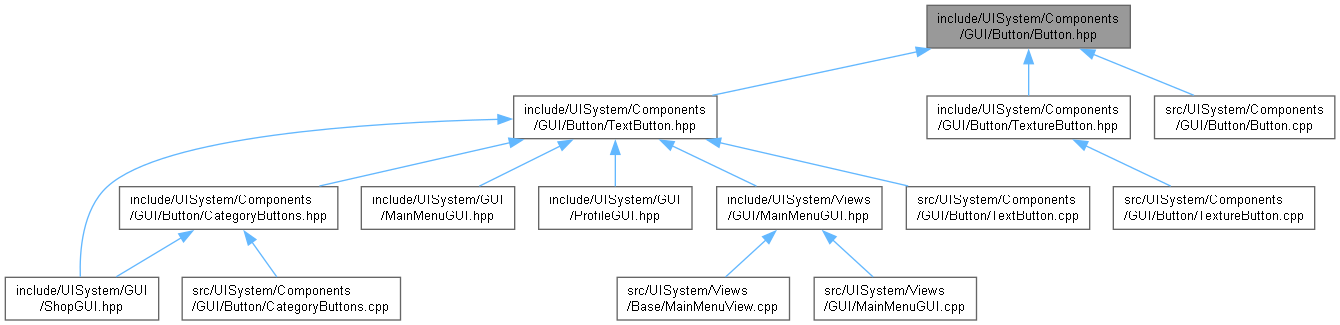 include/UISystem/Components
/GUI/Button/Button.hpp
include/UISystem/Components
/GUI/Button/TextButton.hpp
include/UISystem/Components
/GUI/Button/TextureButton.hpp
src/UISystem/Components
/GUI/Button/Button.cpp
include/UISystem/Components
/GUI/Button/CategoryButtons.hpp
include/UISystem/GUI
/MainMenuGUI.hpp
include/UISystem/GUI
/ProfileGUI.hpp
include/UISystem/Views
/GUI/MainMenuGUI.hpp
src/UISystem/Components
/GUI/Button/TextButton.cpp
src/UISystem/Components
/GUI/Button/TextureButton.cpp
include/UISystem/GUI
/ShopGUI.hpp
src/UISystem/Components
/GUI/Button/CategoryButtons.cpp
src/UISystem/Views
/Base/MainMenuView.cpp
src/UISystem/Views
/GUI/MainMenuGUI.cpp